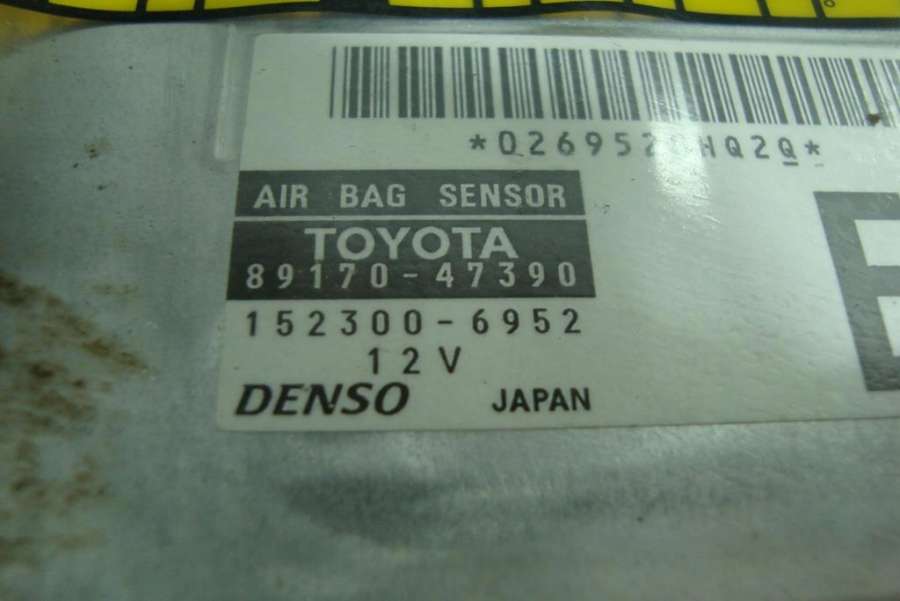 AIR BAG SENSOR
TOYOTA
89170-47390
152300-6952
12V
DENSO JAPAN